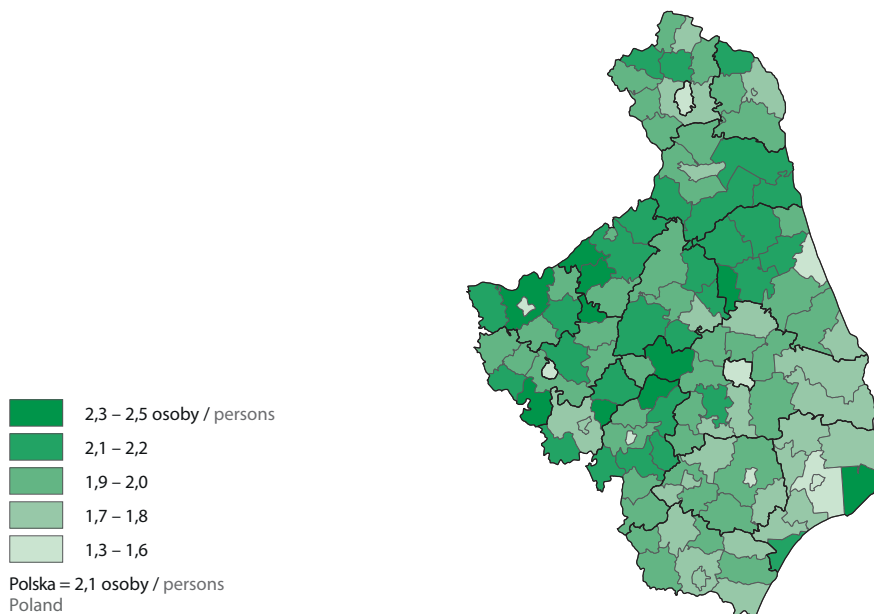 2,3 – 2,5 osoby / persons
2,1 – 2,2
1,9 – 2,0
1,7 – 1,8
1,3 – 1,6
Polska = 2,1 osoby / persons
Poland